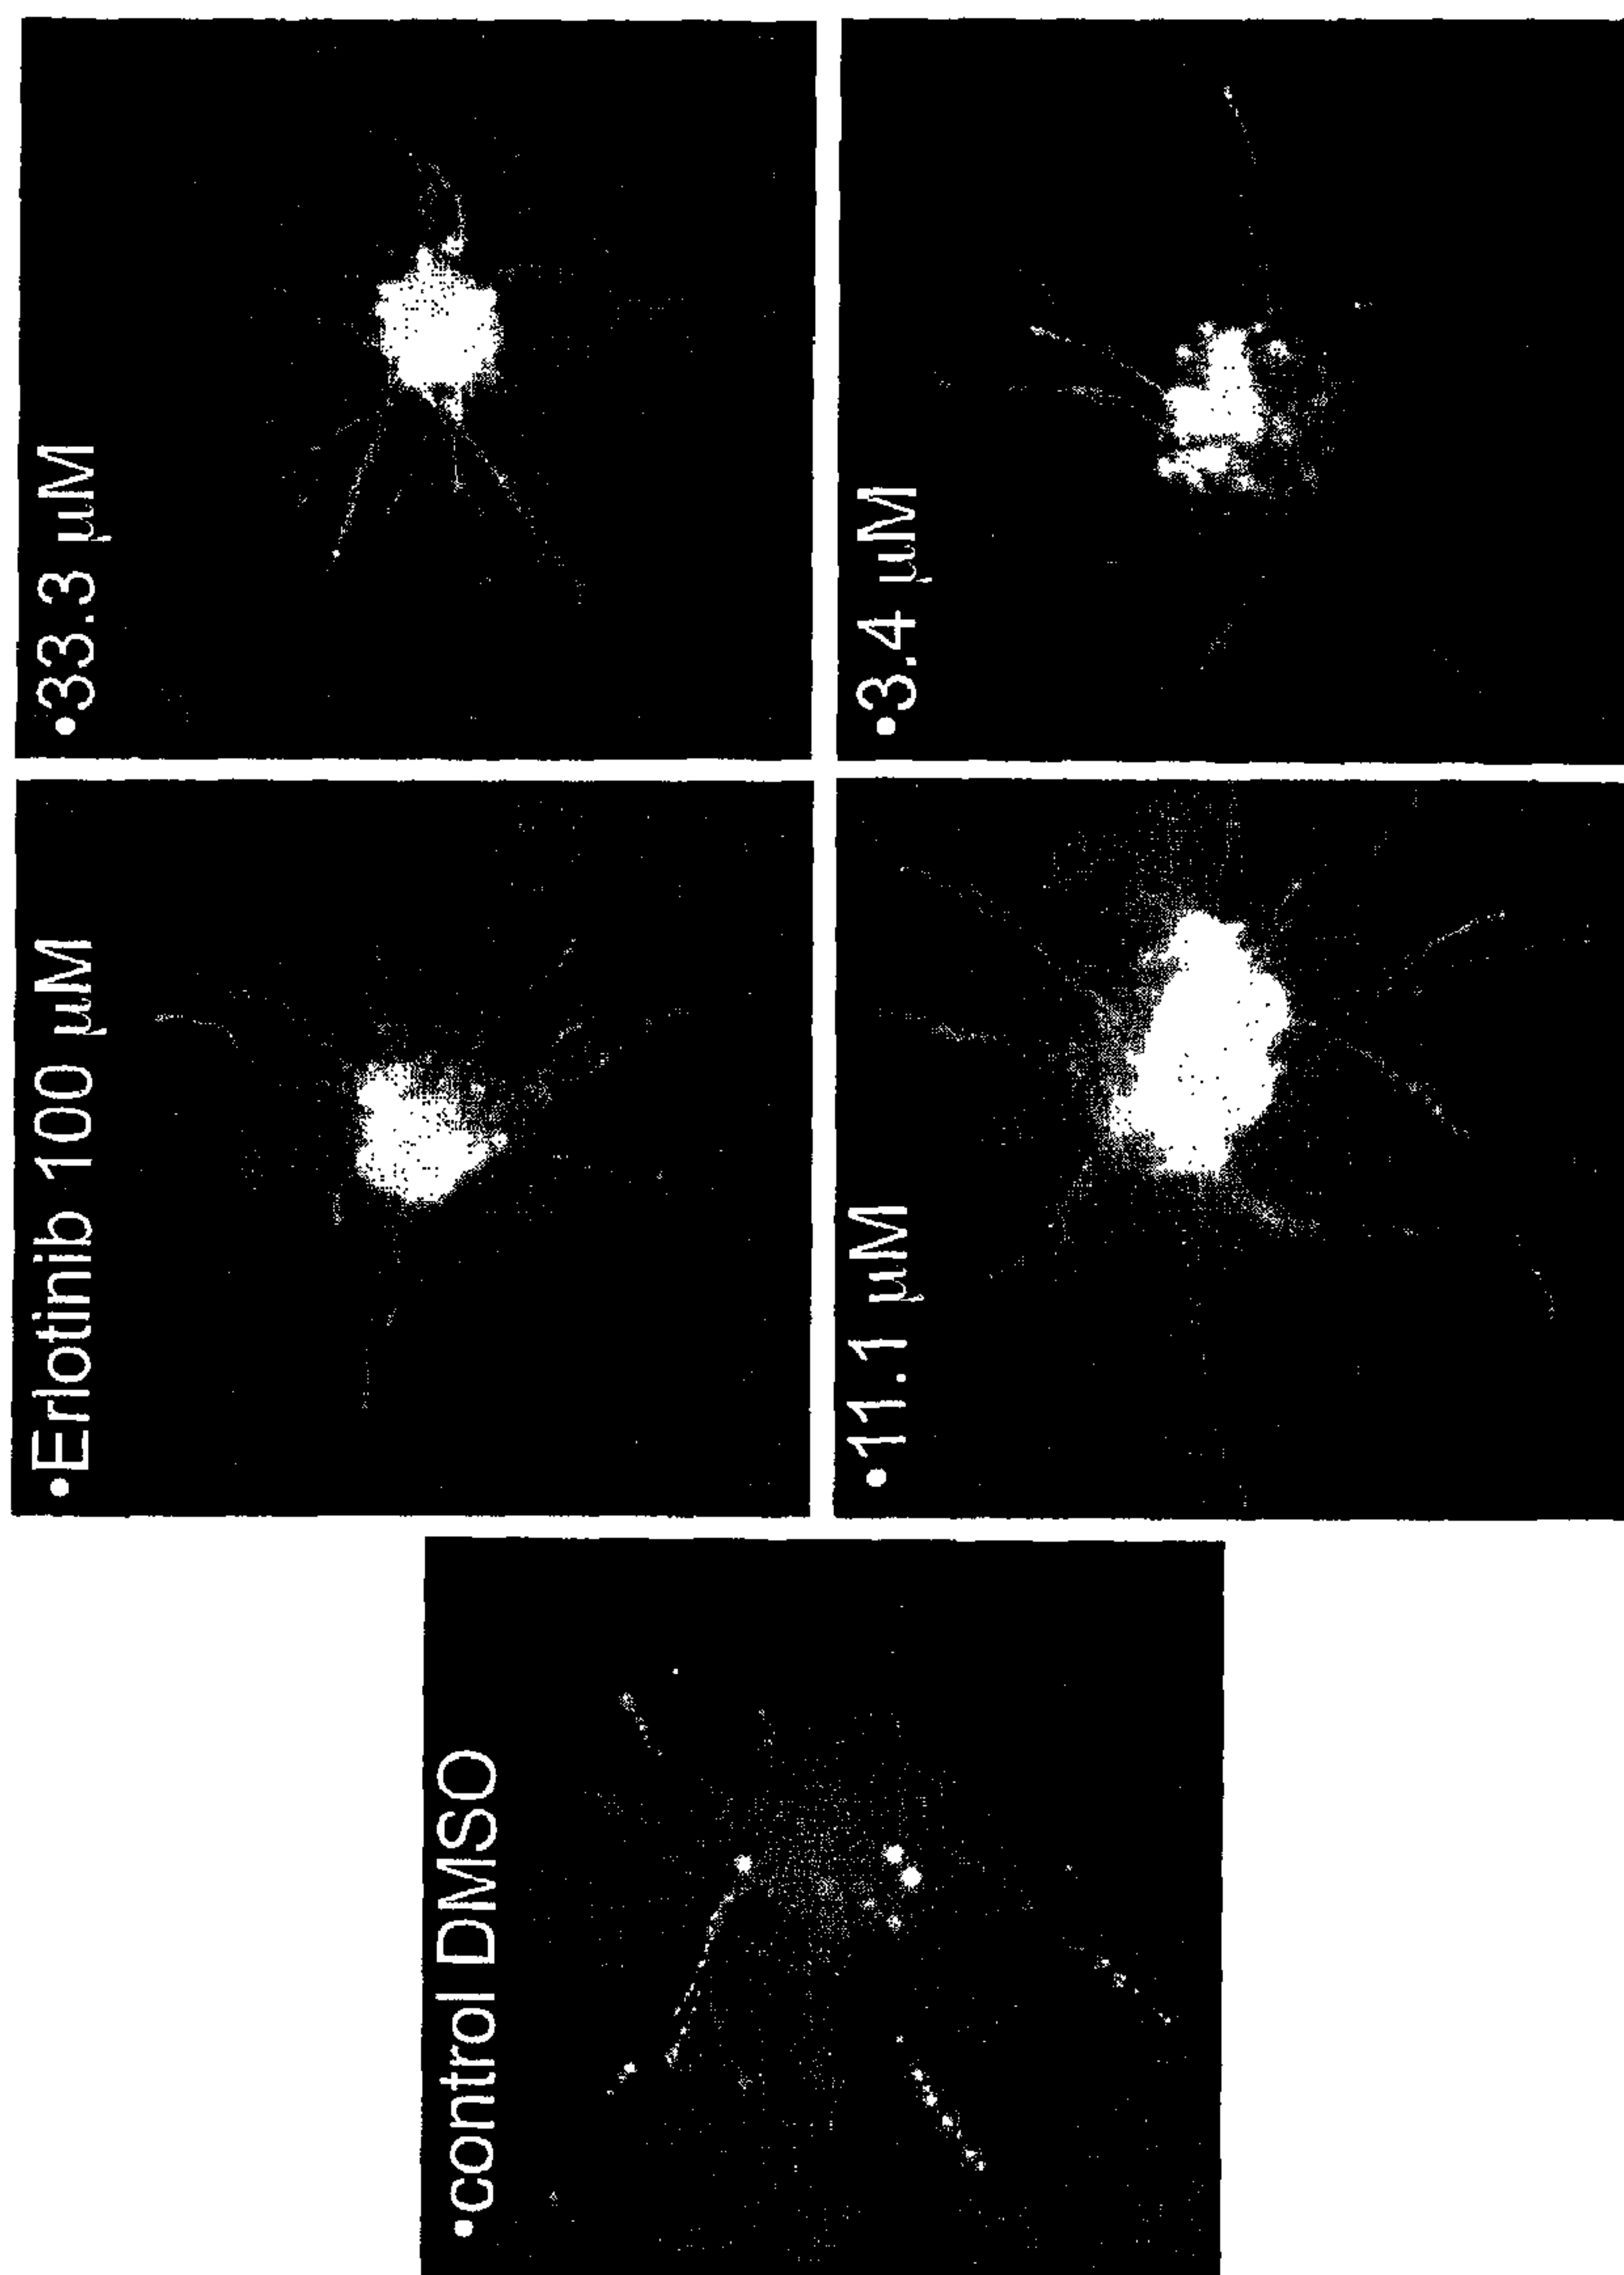 •control DMSO
•Erlotinib 100 µM
•33.3 µM
•11.1 µM
•3.4 µM